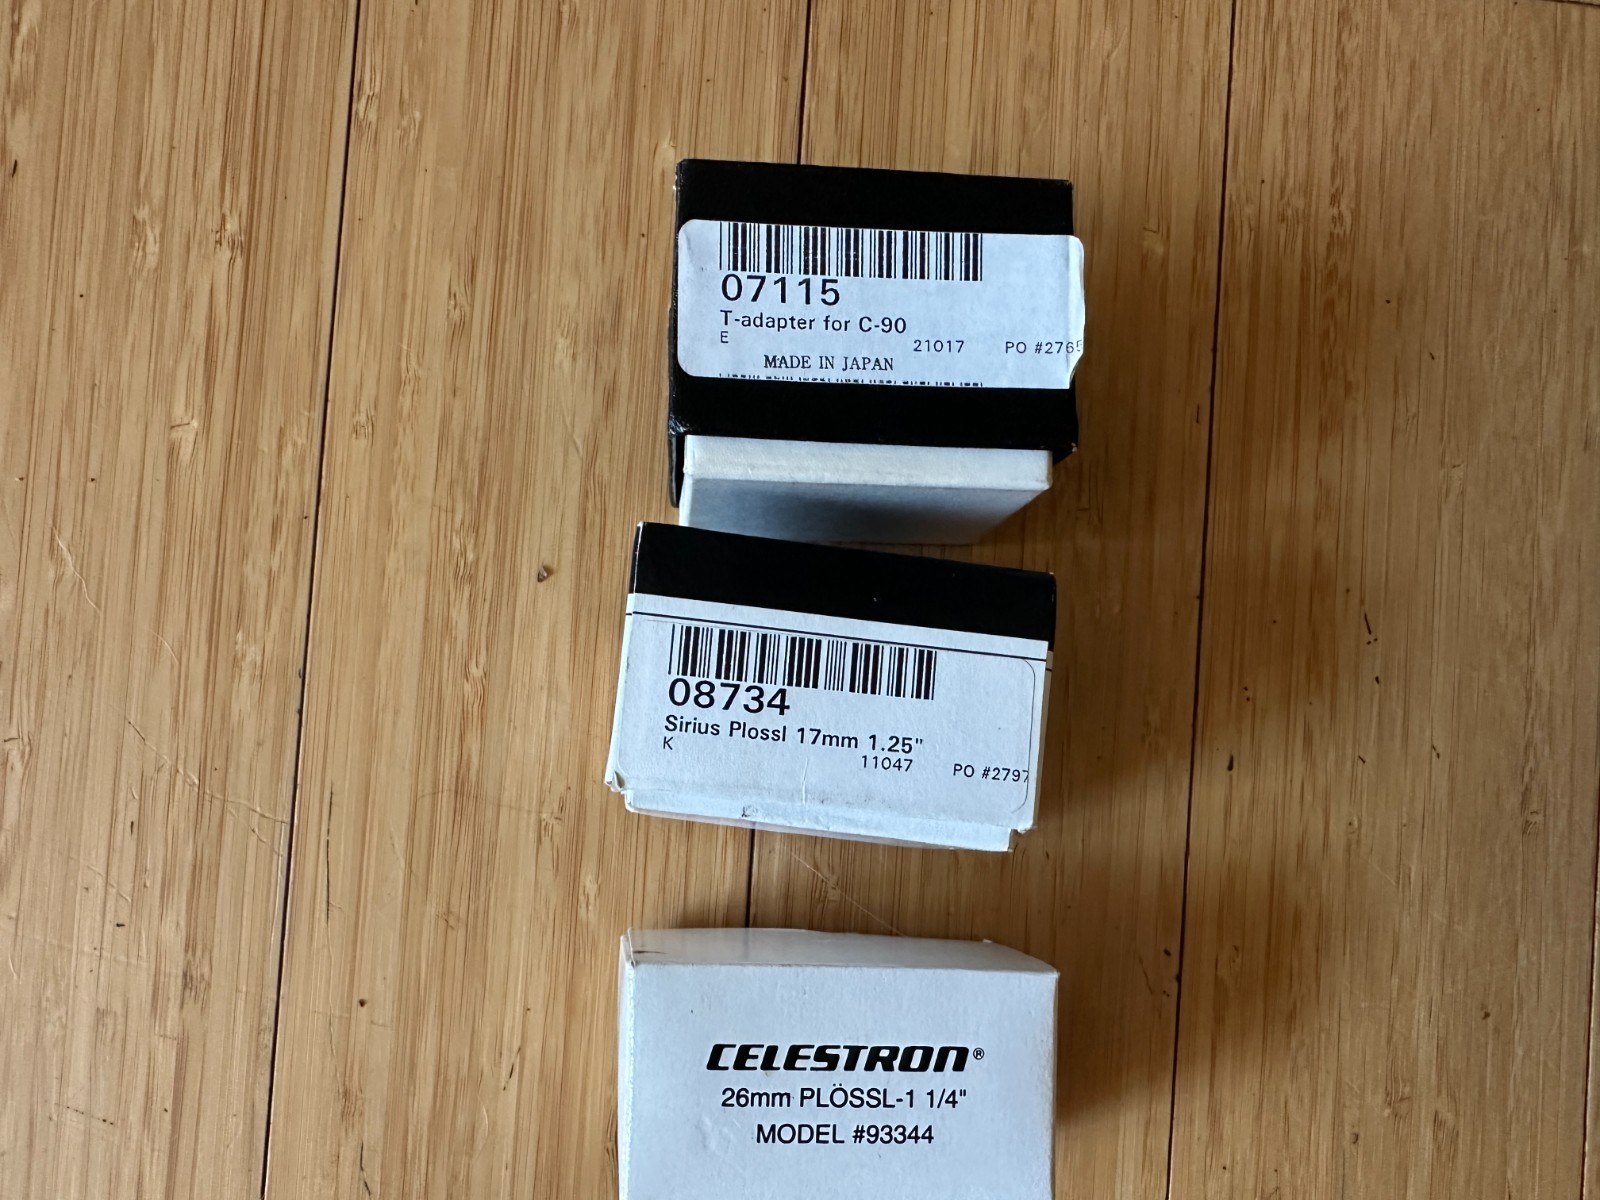 07115
T-adapter for C-90
E
21017 PO #2765
MADE IN JAPAN
08734
Sirius Plossl 17mm 1.25"
K
11047 PO #2797
CELESTRON®
26mm PLÖSSL-1 1/4"
MODEL #93344